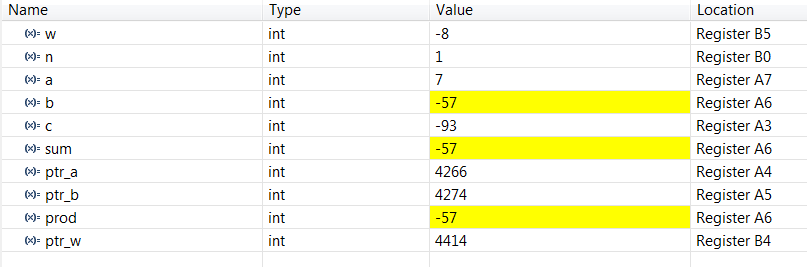 Name Type Value Location
(x)= w int -8 Register B5
(x)= n int 1 Register B0
(x)= a int 7 Register A7
(x)= b int -57 Register A6
(x)= c int -93 Register A3
(x)= sum int -57 Register A6
(x)= ptr_a int 4266 Register A4
(x)= ptr_b int 4274 Register A5
(x)= prod int -57 Register A6
(x)= ptr_w int 4414 Register B4